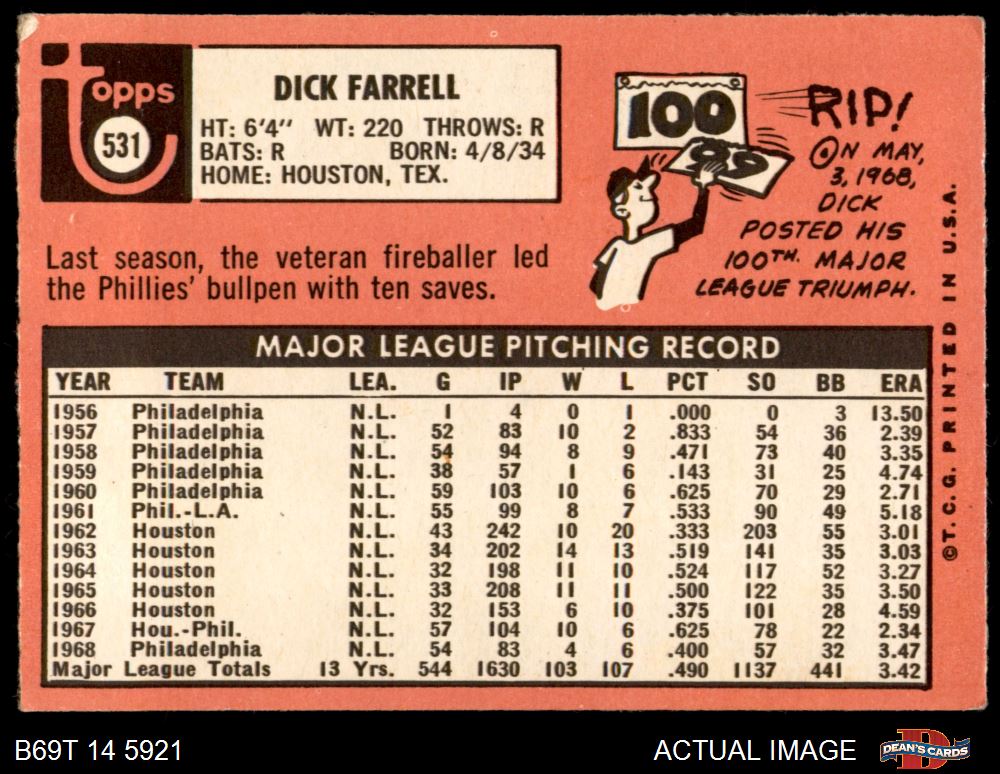 Topps
531
DICK FARRELL
HT: 6'4" WT: 220 THROWS: R
BATS: R BORN: 4/8/34
HOME: HOUSTON, TEX.
Last season, the veteran fireballer led
the Phillies' bullpen with ten saves.
100
99
RIP!
ON MAY,
3, 1968,
DICK
POSTED HIS
100TH. MAJOR
LEAGUE TRIUMPH.
MAJOR LEAGUE PITCHING RECORD
YEAR TEAM LEA. G IP W L PCT SO BB ERA
1956 Philadelphia N.L. 1 4 0 1 .000 0 3 13.50
1957 Philadelphia N.L. 52 83 10 2 .833 54 36 2.39
1958 Philadelphia N.L. 54 94 8 9 .471 73 40 3.35
1959 Philadelphia N.L. 38 57 1 6 .143 31 25 4.74
1960 Philadelphia N.L. 59 103 10 6 .625 70 29 2.71
1961 Phil.-L.A. N.L. 55 99 8 7 .533 90 49 5.18
1962 Houston N.L. 43 242 10 20 .333 203 55 3.01
1963 Houston N.L. 34 202 14 13 .519 141 35 3.03
1964 Houston N.L. 32 198 11 10 .524 117 52 3.27
1965 Houston N.L. 33 208 11 11 .500 122 35 3.50
1966 Houston N.L. 32 153 6 10 .375 101 28 4.59
1967 Hou.-Phil. N.L. 57 104 10 6 .625 78 22 2.34
1968 Philadelphia N.L. 54 83 4 6 .400 57 32 3.47
Major League Totals 13 Yrs. 544 1630 103 107 .490 1137 441 3.42
©T.C.G. PRINTED IN U.S.A.
B69T 14 5921
ACTUAL IMAGE
D
DEAN'S CARDS